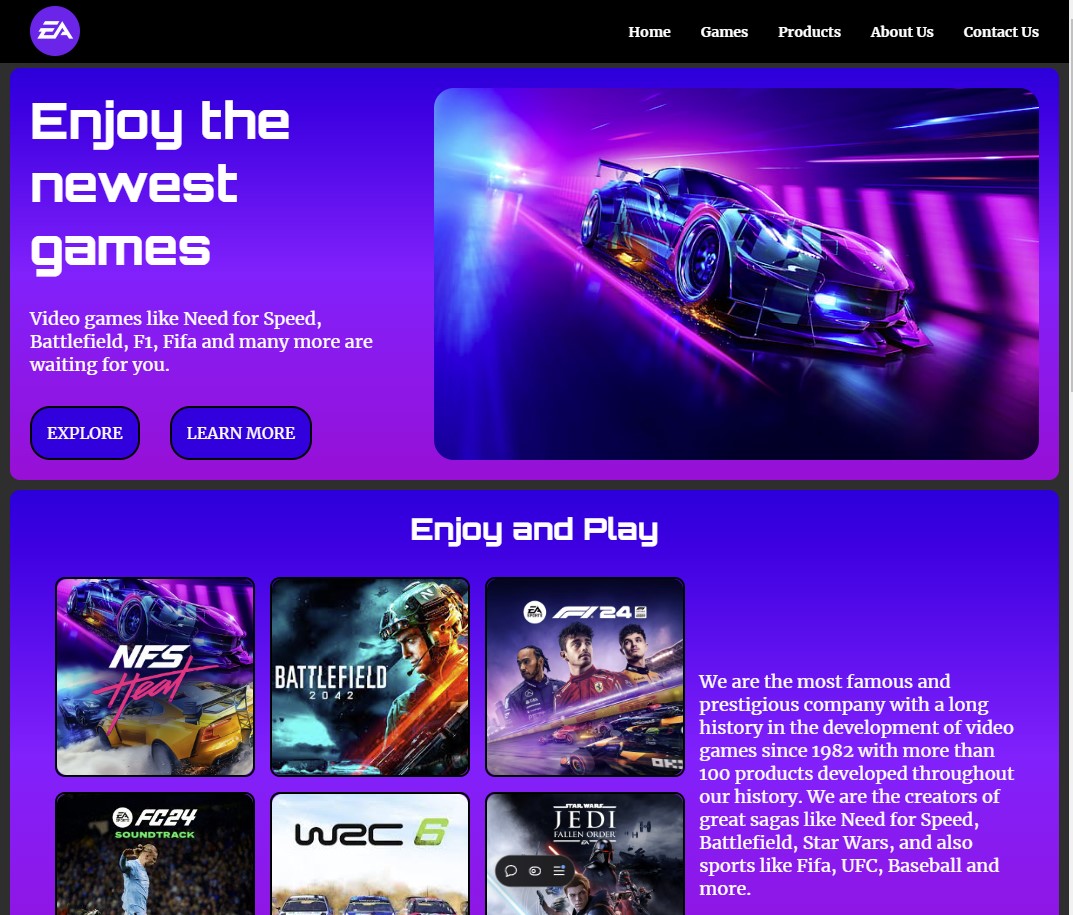 EA
Home Games Products About Us Contact Us
Enjoy the
newest
games
Video games like Need for Speed,
Battlefield, F1, Fifa and many more are
waiting for you.
EXPLORE LEARN MORE
Enjoy and Play
NFS
Heat
BATTLEFIELD
2042
EA SPORTS F1 24
We are the most famous and
prestigious company with a long
history in the development of video
games since 1982 with more than
100 products developed throughout
our history. We are the creators of
great sagas like Need for Speed,
Battlefield, Star Wars, and also
sports like Fifa, UFC, Baseball and
more.
EA SPORTS FC24
SOUNDTRACK
WRC 6
STAR WARS
JEDI
FALLEN ORDER
EA